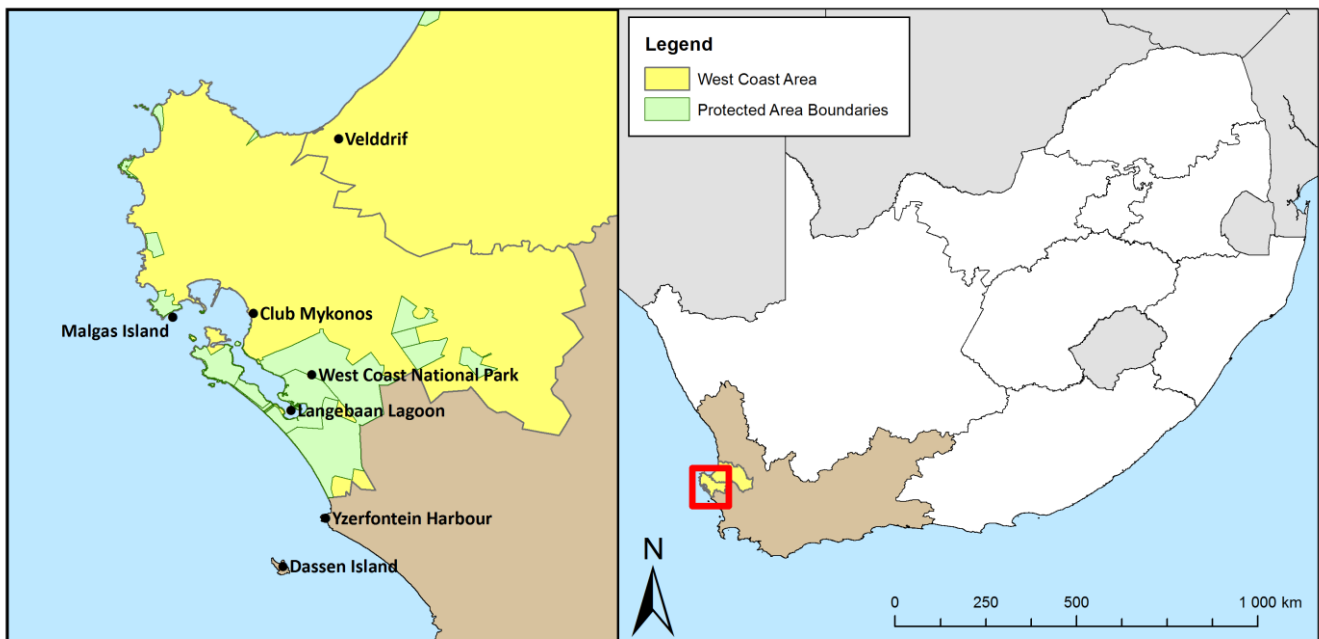 Velddrif
Club Mykonos
Malgas Island
West Coast National Park
Langebaan Lagoon
Yzerfontein Harbour
Dassen Island
Legend
West Coast Area
Protected Area Boundaries
N
0 250 500 1 000 km